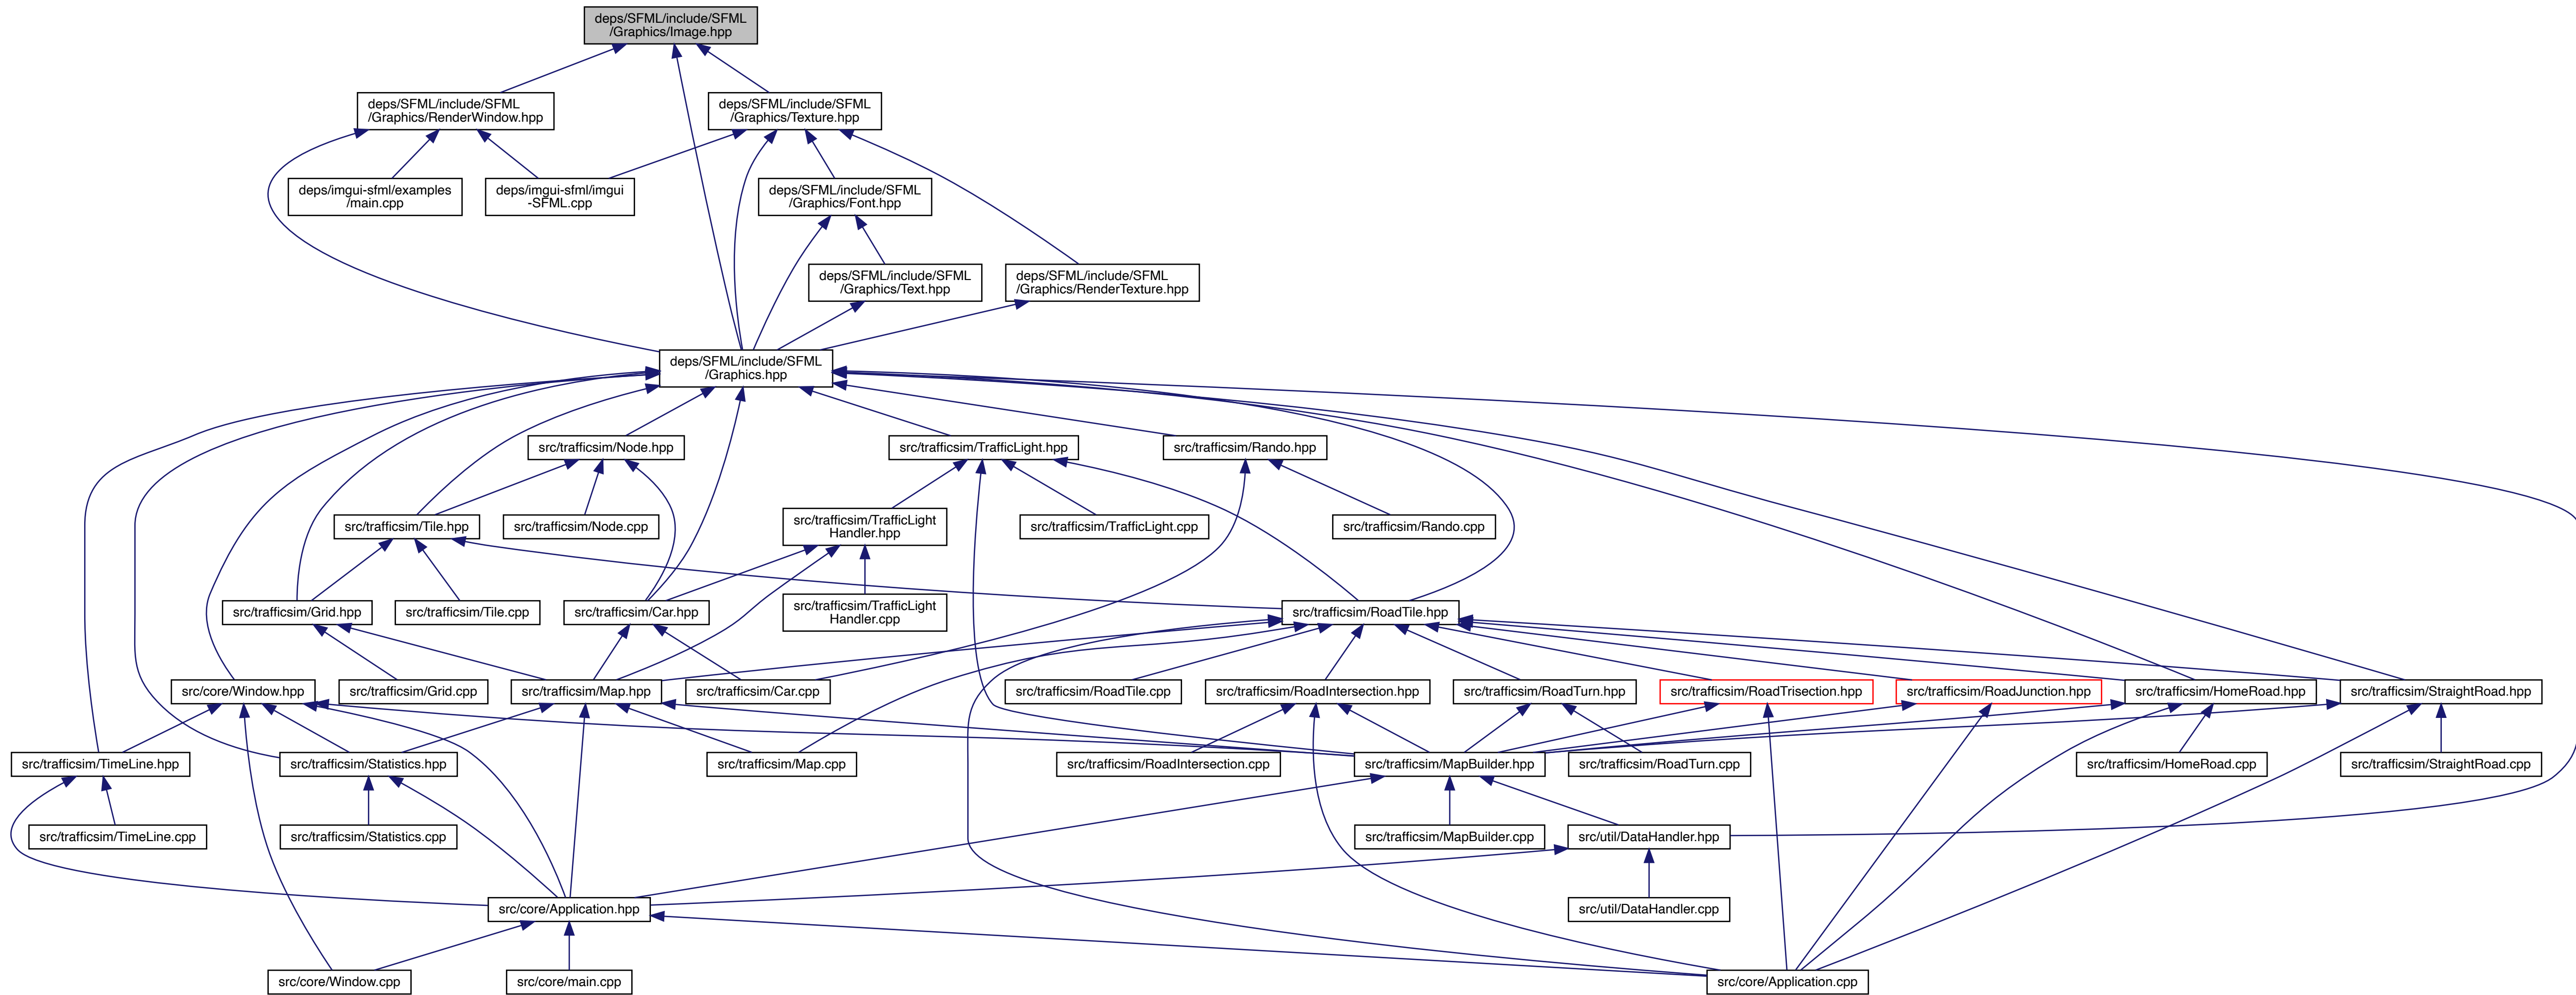 deps/SFML/include/SFML
/Graphics/Image.hpp
deps/SFML/include/SFML
/Graphics/RenderWindow.hpp
deps/SFML/include/SFML
/Graphics/Texture.hpp
deps/imgui-sfml/examples
/main.cpp
deps/imgui-sfml/imgui
-SFML.cpp
deps/SFML/include/SFML
/Graphics/Font.hpp
deps/SFML/include/SFML
/Graphics/Text.hpp
deps/SFML/include/SFML
/Graphics/RenderTexture.hpp
deps/SFML/include/SFML
/Graphics.hpp
src/trafficsim/Node.hpp
src/trafficsim/TrafficLight.hpp
src/trafficsim/Rando.hpp
src/trafficsim/Tile.hpp
src/trafficsim/Node.cpp
src/trafficsim/TrafficLight
Handler.hpp
src/trafficsim/TrafficLight.cpp
src/trafficsim/Rando.cpp
src/trafficsim/Grid.hpp
src/trafficsim/Tile.cpp
src/trafficsim/Car.hpp
src/trafficsim/TrafficLight
Handler.cpp
src/trafficsim/RoadTile.hpp
src/core/Window.hpp
src/trafficsim/Grid.cpp
src/trafficsim/Map.hpp
src/trafficsim/Car.cpp
src/trafficsim/RoadTile.cpp
src/trafficsim/RoadIntersection.hpp
src/trafficsim/RoadTurn.hpp
src/trafficsim/RoadTrisection.hpp
src/trafficsim/RoadJunction.hpp
src/trafficsim/HomeRoad.hpp
src/trafficsim/StraightRoad.hpp
src/trafficsim/TimeLine.hpp
src/trafficsim/Statistics.hpp
src/trafficsim/Map.cpp
src/trafficsim/RoadIntersection.cpp
src/trafficsim/MapBuilder.hpp
src/trafficsim/RoadTurn.cpp
src/trafficsim/HomeRoad.cpp
src/trafficsim/StraightRoad.cpp
src/trafficsim/TimeLine.cpp
src/trafficsim/Statistics.cpp
src/trafficsim/MapBuilder.cpp
src/util/DataHandler.hpp
src/core/Application.hpp
src/util/DataHandler.cpp
src/core/Window.cpp
src/core/main.cpp
src/core/Application.cpp